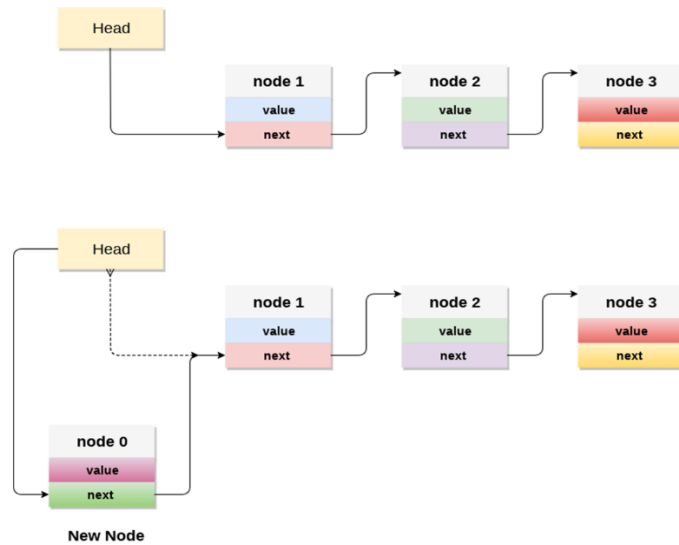 Head
node 1
value
next
node 2
value
next
node 3
value
next
Head
node 1
value
next
node 2
value
next
node 3
value
next
node 0
value
next
New Node